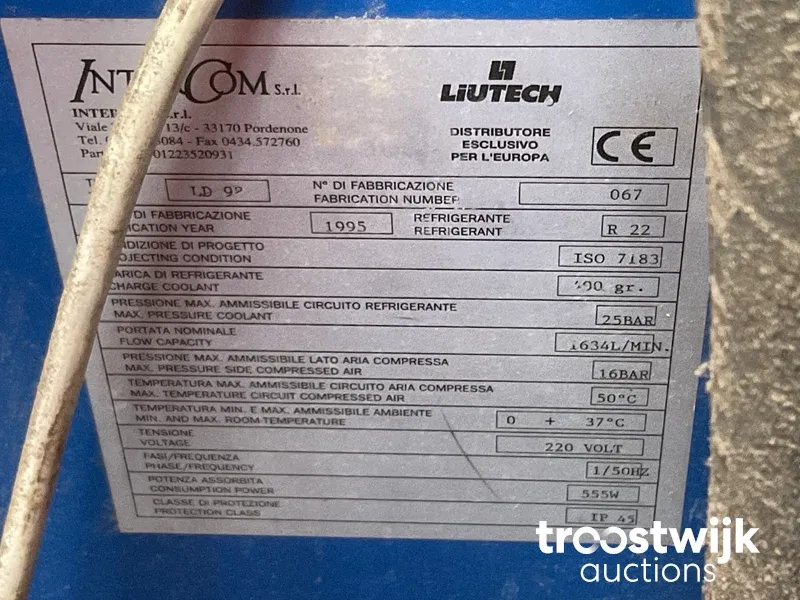 COM S.r.l.
LIUTECH
DISTRIBUTORE
ESCLUSIVO
PER L'EUROPA
CE
Viale 13/c - 33170 Pordenone
Tel. 084 - Fax 0434.572760
01223520931
LD 9
N° DI FABBRICAZIONE
FABRICATION NUMBER
067
DI FABBRICAZIONE
YEAR
1995
REFRIGERANTE
REFRIGERANT
R 22
DI PROGETTO
CONDITION
ISO 7183
DI REFRIGERANTE
CHARGE COOLANT
00 gr.
PRESSIONE MAX. AMMISSIBILE CIRCUITO REFRIGERANTE
MAX. PRESSURE COOLANT
25BAR
PORTATA NOMINALE
FLOW CAPACITY
1634L/MIN.
PRESSIONE MAX. AMMISSIBILE LATO ARIA COMPRESSA
MAX. PRESSURE SIDE COMPRESSED AIR
16BAR
TEMPERATURA MAX. AMMISSIBILE CIRCUITO ARIA COMPRESSA
MAX. TEMPERATURE CIRCUIT COMPRESSED AIR
50°C
TEMPERATURA MIN. E MAX. AMMISSIBILE AMBIENTE
MIN. AND MAX. ROOM TEMPERATURE
0 + 37°C
TENSIONE
VOLTAGE
220 VOLT
FASI/FREQUENZA
PHASE/FREQUENCY
1/50HZ
POTENZA ASSORBITA
CONSUMPTION POWER
555W
CLASSE DI PROTEZIONE
PROTECTION CLASS
IP 45
troostwijk
auctions